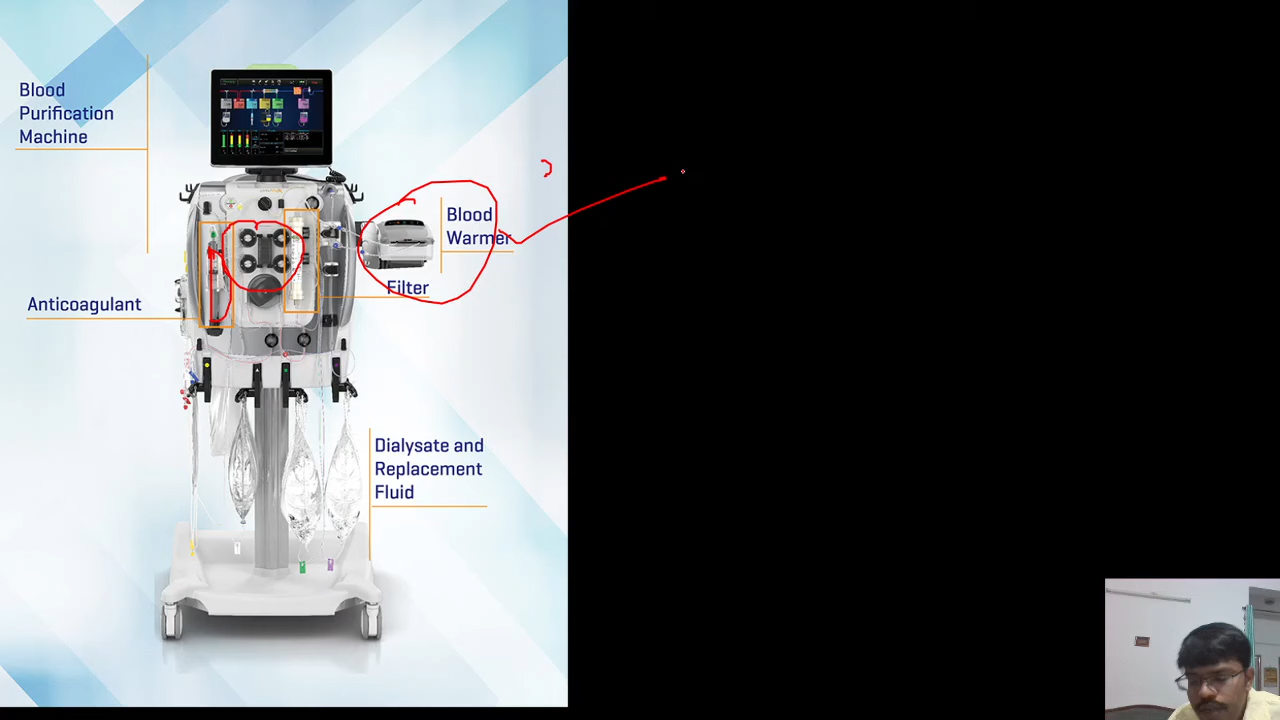 Blood
Purification
Machine
Blood
Warmer
Filter
Anticoagulant
Dialysate and
Replacement
Fluid